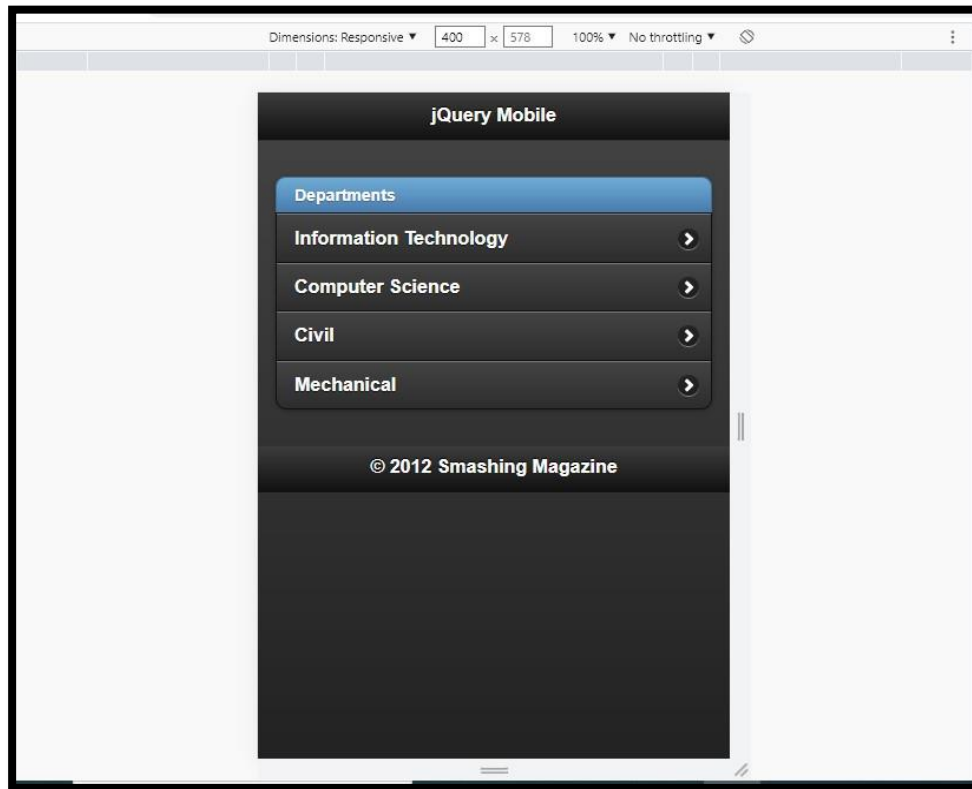 Dimensions: Responsive ▼ 400 × 578 100% ▼ No throttling ▼
jQuery Mobile
Departments
Information Technology
Computer Science
Civil
Mechanical
© 2012 Smashing Magazine